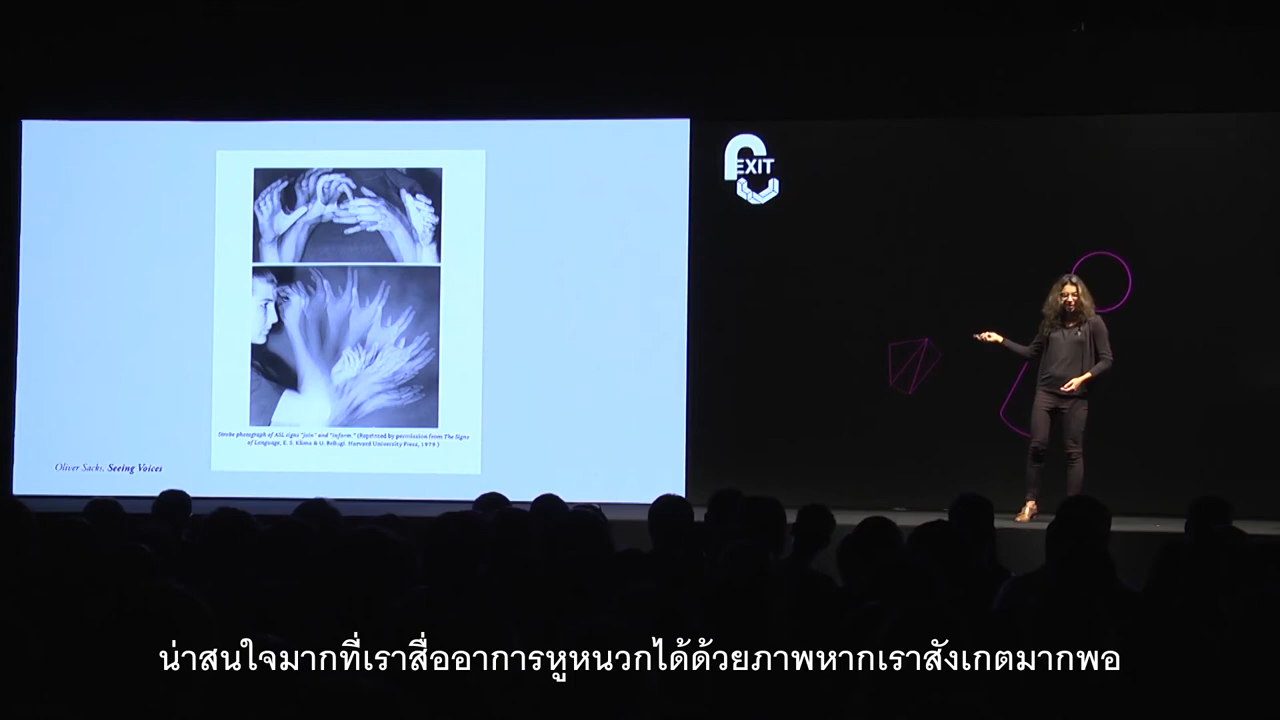 EXIT
Strobe photograph of ASL signs "join" and "inform." (Reprinted by permission from The Signs
of Language, E. S. Klima & U. Bellugi. Harvard University Press, 1979.)
Oliver Sacks. Seeing Voices
น่าสนใจมากที่เราสื่ออาการหูหนวกได้ด้วยภาพหากเราสังเกตมากพอ